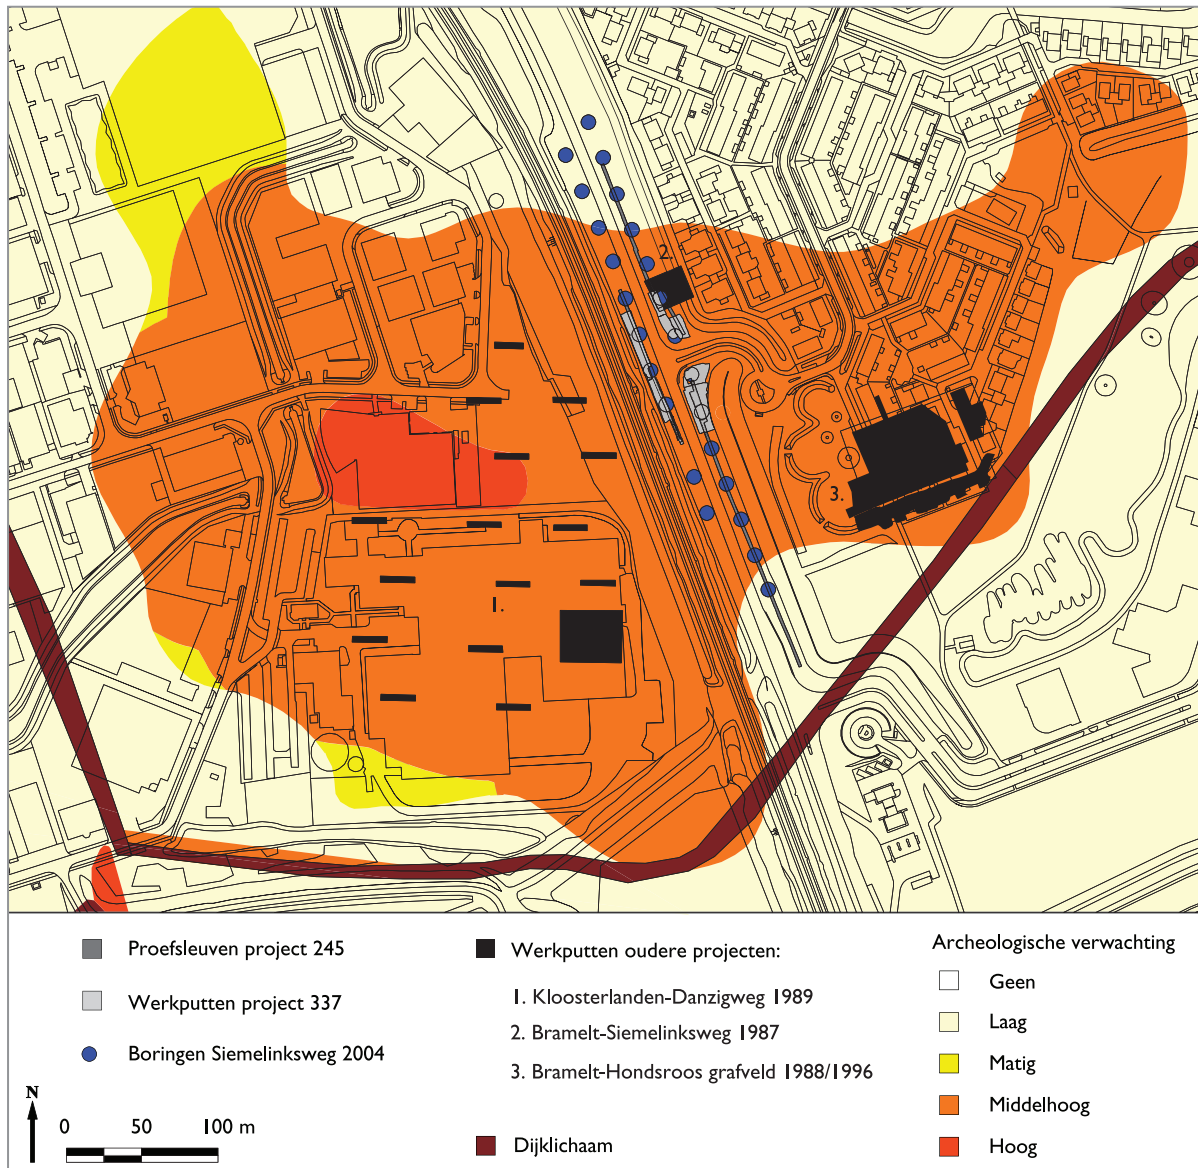 2.
3.
1.
Proefsleuven project 245
Werkputten project 337
Boringen Siemelinksweg 2004
N
0 50 100 m
Werkputten oudere projecten:
1. Kloosterlanden-Danzigweg 1989
2. Bramelt-Siemelinksweg 1987
3. Bramelt-Hondsroos grafveld 1988/1996
Dijklichaam
Archeologische verwachting
Geen
Laag
Matig
Middelhoog
Hoog